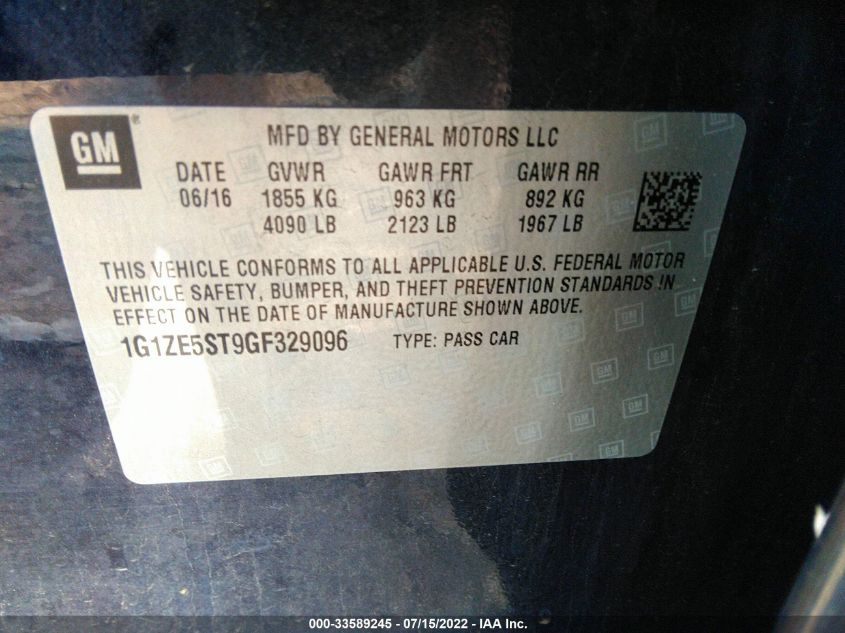 GM ®
MFD BY GENERAL MOTORS LLC
DATE GVWR GAWR FRT GAWR RR
06/16 1855 KG 963 KG 892 KG
4090 LB 2123 LB 1967 LB
THIS VEHICLE CONFORMS TO ALL APPLICABLE U.S. FEDERAL MOTOR
VEHICLE SAFETY, BUMPER, AND THEFT PREVENTION STANDARDS IN
EFFECT ON THE DATE OF MANUFACTURE SHOWN ABOVE.
1G1ZE5ST9GF329096 TYPE: PASS CAR
000-33589245 - 07/15/2022 - IAA Inc.